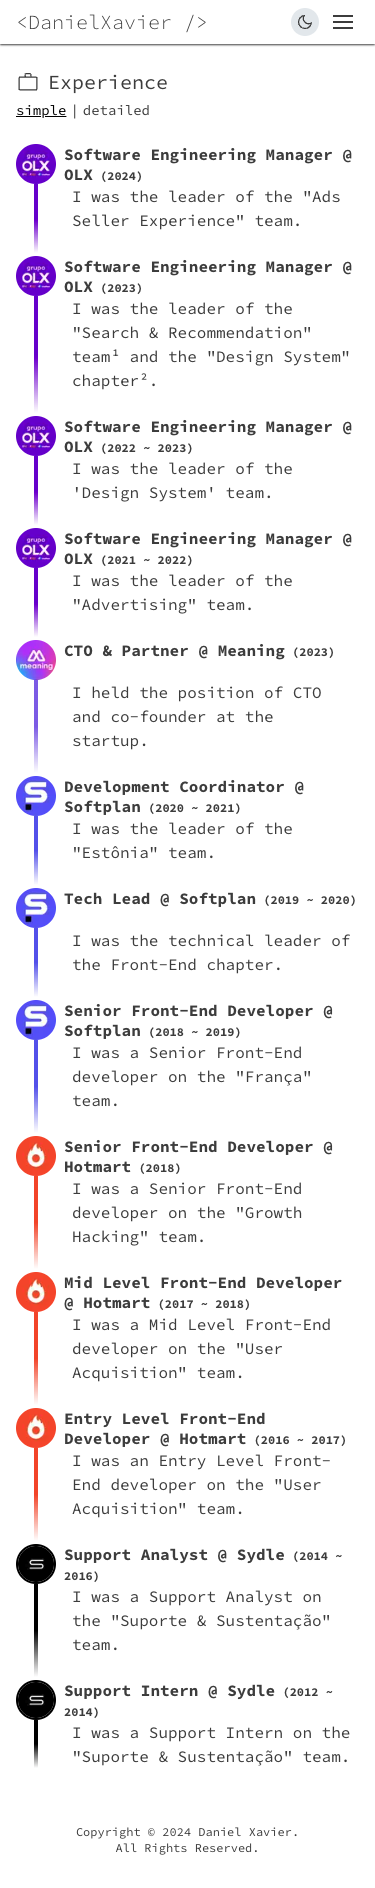 <DanielXavier />
Experience
simple | detailed
grupo
OLX
Software Engineering Manager @
OLX (2024)
I was the leader of the "Ads
Seller Experience" team.
grupo
OLX
Software Engineering Manager @
OLX (2023)
I was the leader of the
"Search & Recommendation"
team¹ and the "Design System"
chapter².
grupo
OLX
Software Engineering Manager @
OLX (2022 ~ 2023)
I was the leader of the
'Design System' team.
grupo
OLX
Software Engineering Manager @
OLX (2021 ~ 2022)
I was the leader of the
"Advertising" team.
meaning
CTO & Partner @ Meaning (2023)
I held the position of CTO
and co-founder at the
startup.
Development Coordinator @
Softplan (2020 ~ 2021)
I was the leader of the
"Estônia" team.
Tech Lead @ Softplan (2019 ~ 2020)
I was the technical leader of
the Front-End chapter.
Senior Front-End Developer @
Softplan (2018 ~ 2019)
I was a Senior Front-End
developer on the "França"
team.
Senior Front-End Developer @
Hotmart (2018)
I was a Senior Front-End
developer on the "Growth
Hacking" team.
Mid Level Front-End Developer
@ Hotmart (2017 ~ 2018)
I was a Mid Level Front-End
developer on the "User
Acquisition" team.
Entry Level Front-End
Developer @ Hotmart (2016 ~ 2017)
I was an Entry Level Front-
End developer on the "User
Acquisition" team.
Support Analyst @ Sydle (2014 ~
2016)
I was a Support Analyst on
the "Suporte & Sustentação"
team.
Support Intern @ Sydle (2012 ~
2014)
I was a Support Intern on the
"Suporte & Sustentação" team.
Copyright © 2024 Daniel Xavier.
All Rights Reserved.